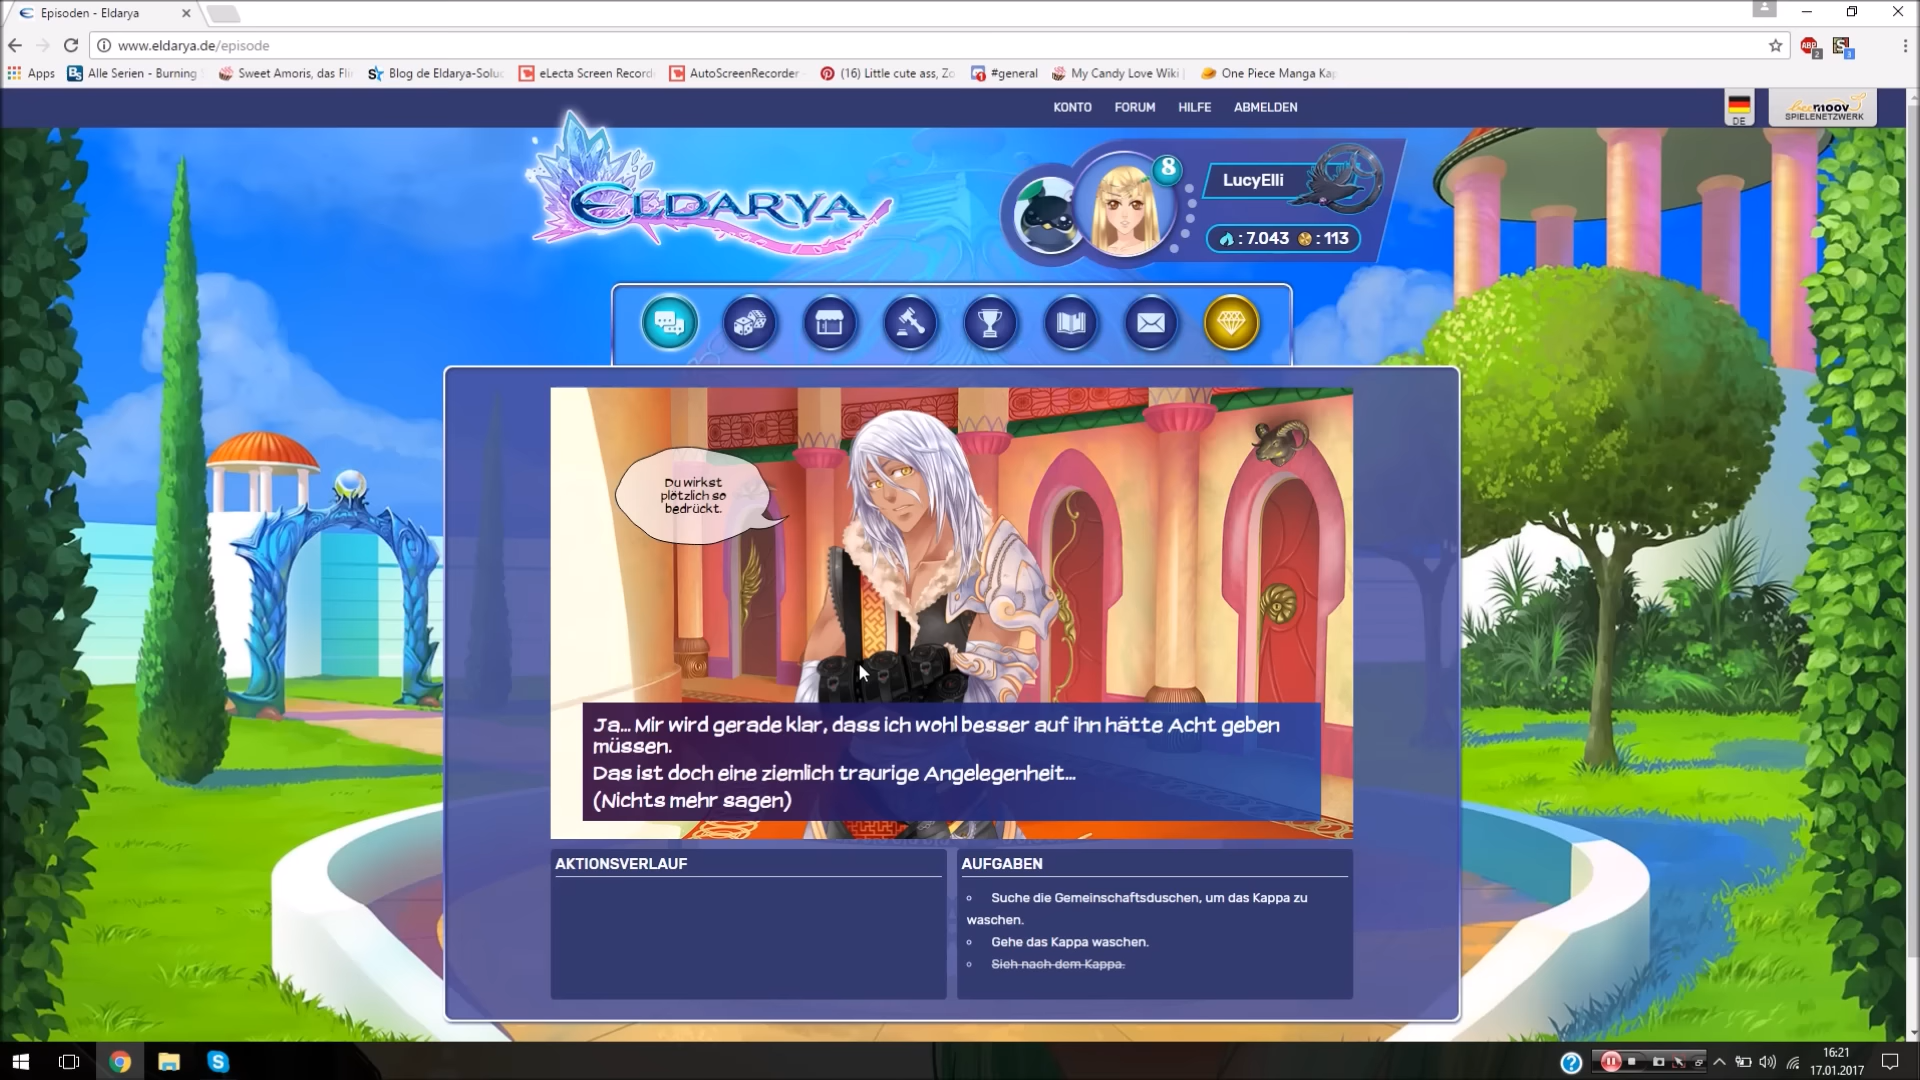 Episoden - Eldarya
www.eldarya.de/episode
Apps
Alle Serien - Burning
Sweet Amoris, das Flir
Blog de Eldarya-Soluc
eLecta Screen Record
AutoScreenRecorder
(16) Little cute ass, Zo
#general
My Candy Love Wiki |
One Piece Manga Kap
KONTO FORUM HILFE ABMELDEN
DE
beemoov
SPIELENETZWERK
ELDARYA
8
LucyElli
: 7.043 : 113
Du wirkst
plötzlich so
bedrückt.
Ja... Mir wird gerade klar, dass ich wohl besser auf ihn hätte Acht geben
müssen.
Das ist doch eine ziemlich traurige Angelegenheit...
(Nichts mehr sagen)
AKTIONSVERLAUF
AUFGABEN
Suche die Gemeinschaftsduschen, um das Kappa zu
waschen.
Gehe das Kappa waschen.
Sieh nach dem Kappa.
16:21
17.01.2017